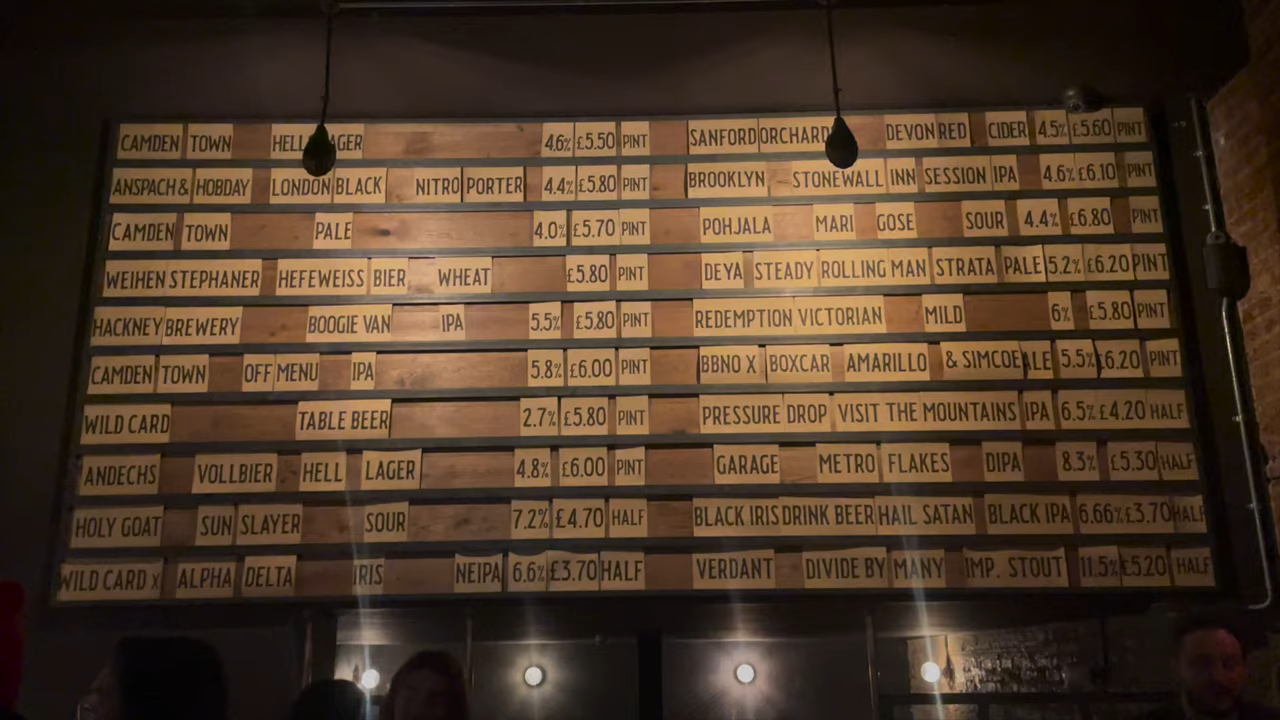 CAMDEN TOWN HELL LAGER 4.6% £5.50 PINT
ANSPACH & HOBDAY LONDON BLACK NITRO PORTER 4.4% £5.80 PINT
CAMDEN TOWN PALE 4.0% £5.70 PINT
WEIHEN STEPHANER HEFEWEISS BIER WHEAT £5.80 PINT
HACKNEY BREWERY BOOGIE VAN IPA 5.5% £5.80 PINT
CAMDEN TOWN OFF MENU IPA 5.8% £6.00 PINT
WILD CARD TABLE BEER 2.7% £5.80 PINT
ANDECHS VOLLBIER HELL LAGER 4.8% £6.00 PINT
HOLY GOAT SUN SLAYER SOUR 7.2% £4.70 HALF
WILD CARD X ALPHA DELTA IRIS NEIPA 6.6% £3.70 HALF
SANFORD ORCHARD DEVON RED CIDER 4.5% £5.60 PINT
BROOKLYN STONEWALL INN SESSION IPA 4.6% £6.10 PINT
POHJALA MARI GOSE SOUR 4.4% £6.80 PINT
DEYA STEADY ROLLING MAN STRATA PALE 5.2% £6.20 PINT
REDEMPTION VICTORIAN MILD 6% £5.80 PINT
BBNO X BOXCAR AMARILLO & SIMCOE ALE 5.5% £6.20 PINT
PRESSURE DROP VISIT THE MOUNTAINS IPA 6.5% £4.20 HALF
GARAGE METRO FLAKES DIPA 8.3% £5.30 HALF
BLACK IRIS DRINK BEER HAIL SATAN BLACK IPA 6.66% £3.70 HALF
VERDANT DIVIDE BY MANY IMP. STOUT 11.5% £5.20 HALF